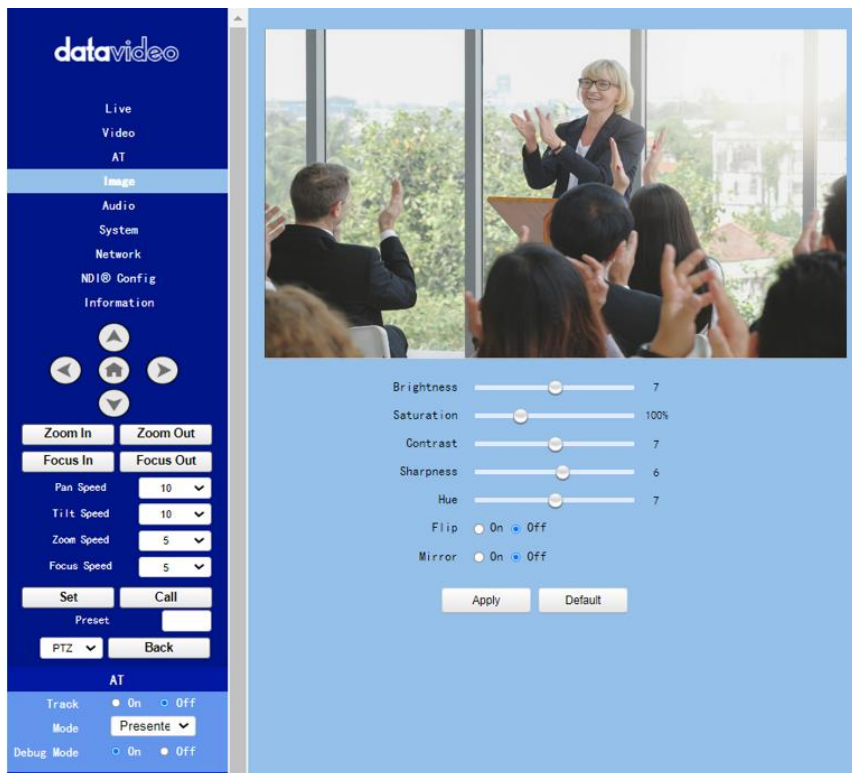 datavideo
Live
Video
AT
Image
Audio
System
Network
NDI® Config
Information
Zoom In Zoom Out
Focus In Focus Out
Pan Speed 10
Tilt Speed 10
Zoom Speed 5
Focus Speed 5
Set Call
Preset
PTZ Back
AT
Track On Off
Mode Presente
Debug Mode On Off
Brightness 7
Saturation 100%
Contrast 7
Sharpness 6
Hue 7
Flip On Off
Mirror On Off
Apply Default